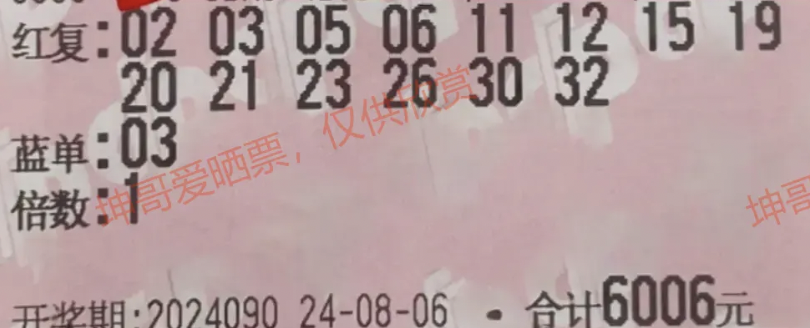 红复:02 03 05 06 11 12 15 19
20 21 23 26 30 32
蓝单:03
倍数:1
坤哥爱晒票，仅供欣赏
坤哥
开奖期:2024090 24-08-06 · 合计6006元